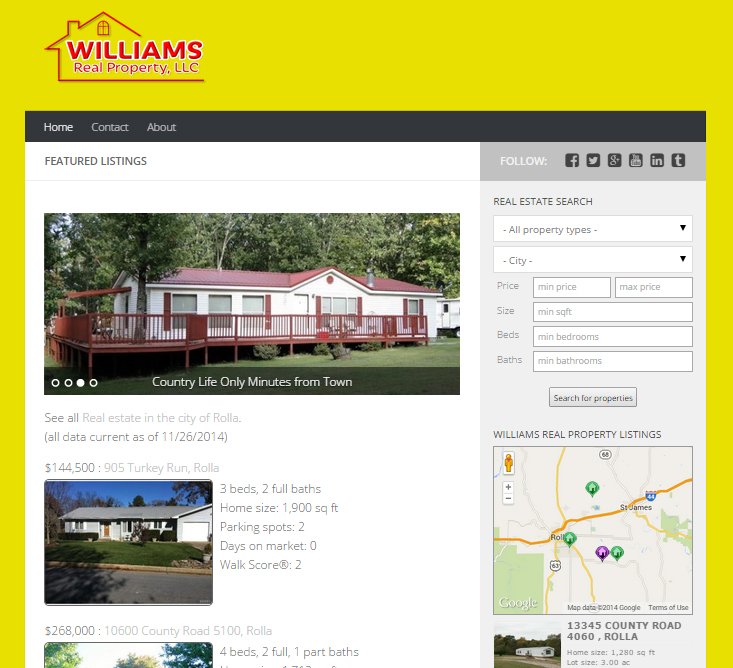 WILLIAMS
Real Property, LLC
Home Contact About
FEATURED LISTINGS
FOLLOW:
Country Life Only Minutes from Town
See all Real estate in the city of Rolla.
(all data current as of 11/26/2014)
$144,500 : 905 Turkey Run, Rolla
3 beds, 2 full baths
Home size: 1,900 sq ft
Parking spots: 2
Days on market: 0
Walk Score®: 2
$268,000 : 10600 County Road 5100, Rolla
4 beds, 2 full, 1 part baths
REAL ESTATE SEARCH
- All property types -
- City -
Price min price max price
Size min sqft
Beds min bedrooms
Baths min bathrooms
Search for properties
WILLIAMS REAL PROPERTY LISTINGS
68
44
St James
Rolla
63
Google
Map data ©2014 Google Terms of Use
13345 COUNTY ROAD
4060 , ROLLA
Home size: 1,280 sq ft
Lot size: 3.00 ac